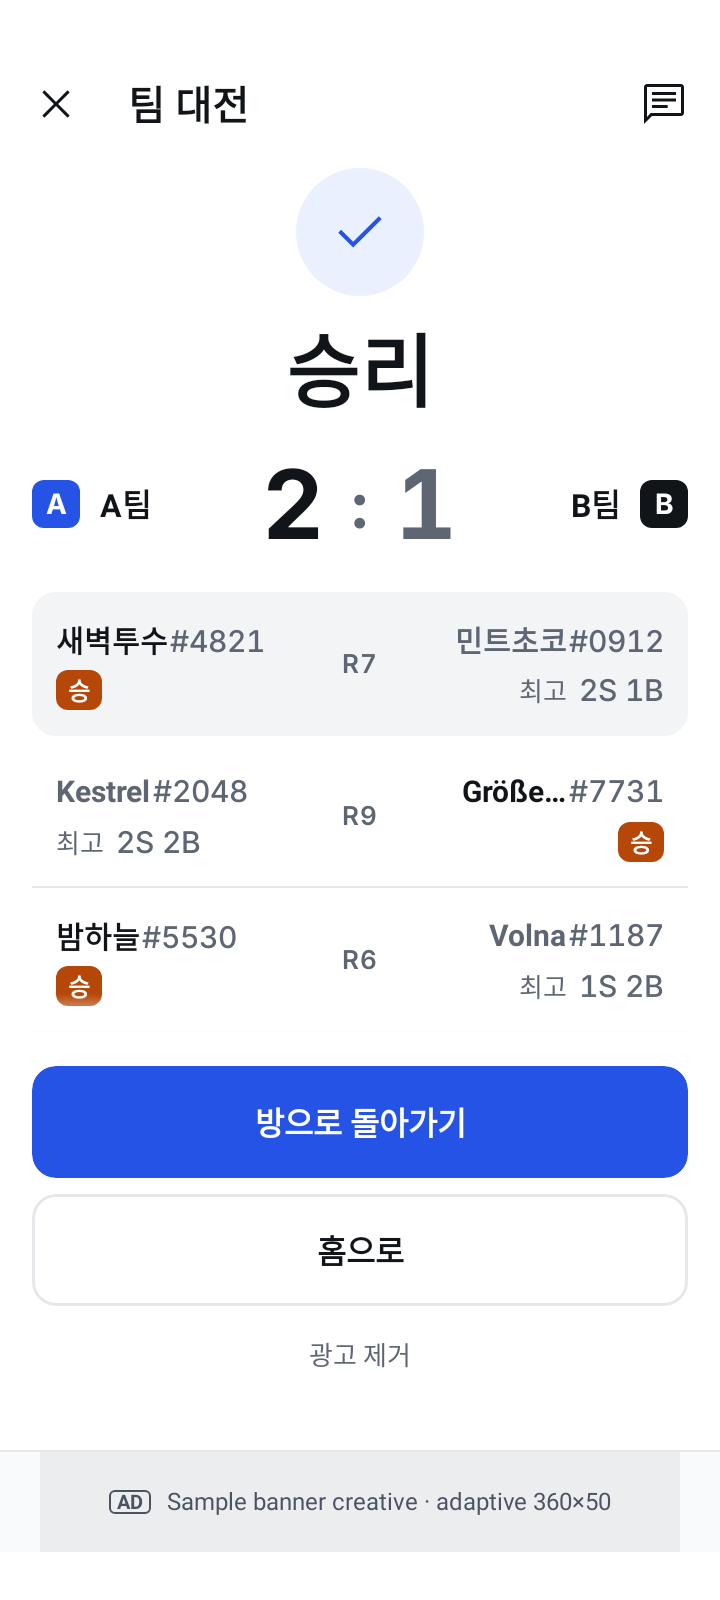 팀 대전
승리
A A팀 2 : 1 B팀 B
새벽투수#4821 R7 민트초코#0912
승 최고 2S 1B
Kestrel#2048 R9 Größe...#7731
최고 2S 2B 승
밤하늘#5530 R6 Volna#1187
승 최고 1S 2B
방으로 돌아가기
홈으로
광고 제거
AD Sample banner creative · adaptive 360×50